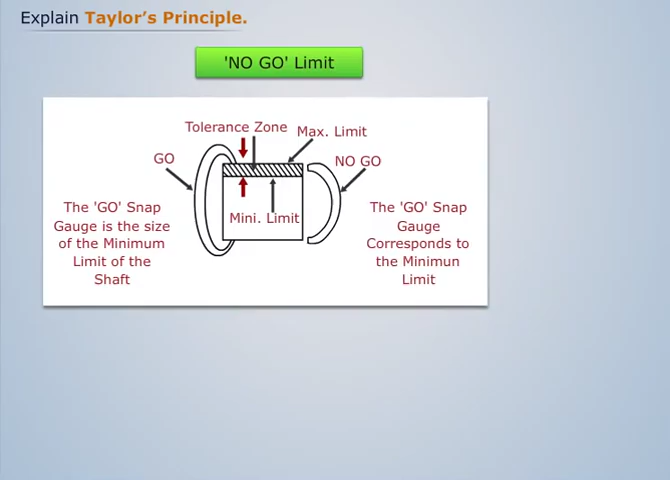 Explain Taylor's Principle.
'NO GO' Limit
Tolerance Zone
Max. Limit
GO
NO GO
Mini. Limit
The 'GO' Snap
Gauge is the size
of the Minimum
Limit of the
Shaft
The 'GO' Snap
Gauge
Corresponds to
the Minimun
Limit